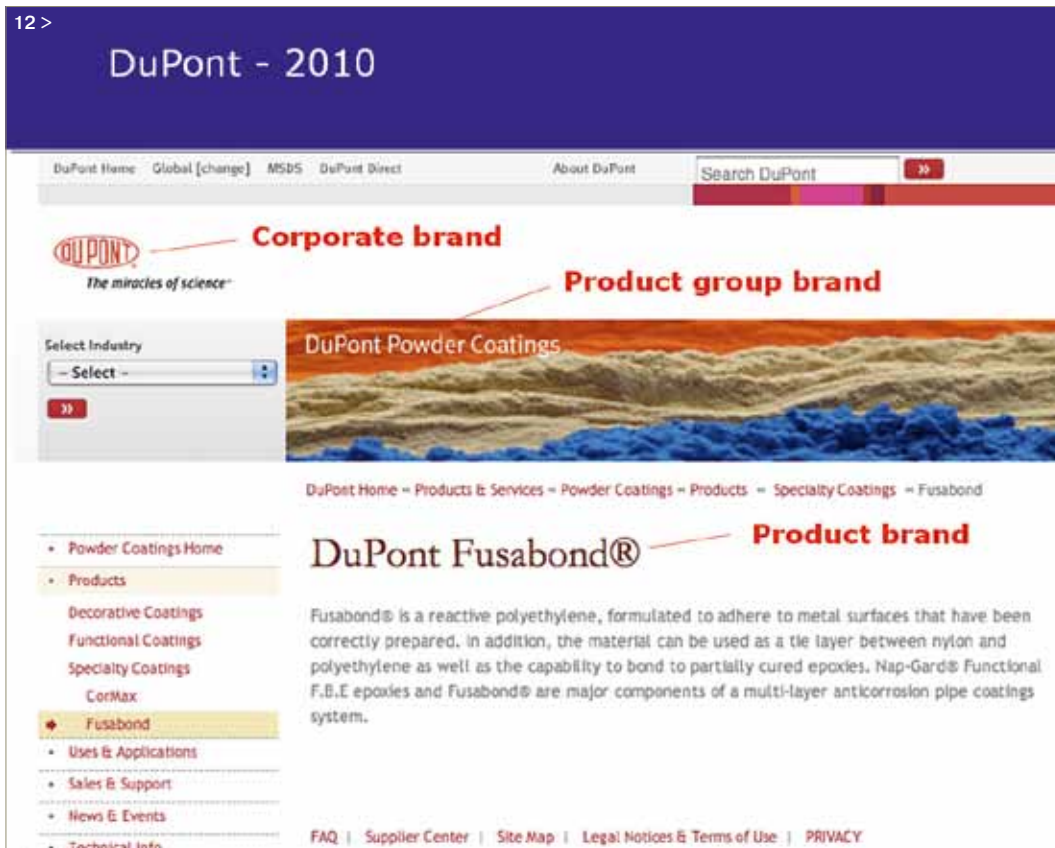 12 >
DuPont - 2010
DuPont Home Global [change] MSDS DuPont Direct About DuPont Search DuPont »
Corporate brand
DU PONT
The miracles of science
Product group brand
Select Industry
DuPont Powder Coatings
– Select –
»
DuPont Home » Products & Services » Powder Coatings » Products » Specialty Coatings » Fusabond
Product brand
DuPont Fusabond®
• Powder Coatings Home
• Products
Decorative Coatings
Functional Coatings
Specialty Coatings
CorMax
Fusabond
• Uses & Applications
• Sales & Support
• News & Events
• Technical Info
Fusabond® is a reactive polyethylene, formulated to adhere to metal surfaces that have been
correctly prepared. In addition, the material can be used as a tie layer between nylon and
polyethylene as well as the capability to bond to partially cured epoxies. Nap-Gard® Functional
F.B.E epoxies and Fusabond® are major components of a multi-layer anticorrosion pipe coatings
system.
FAQ | Supplier Center | Site Map | Legal Notices & Terms of Use | PRIVACY